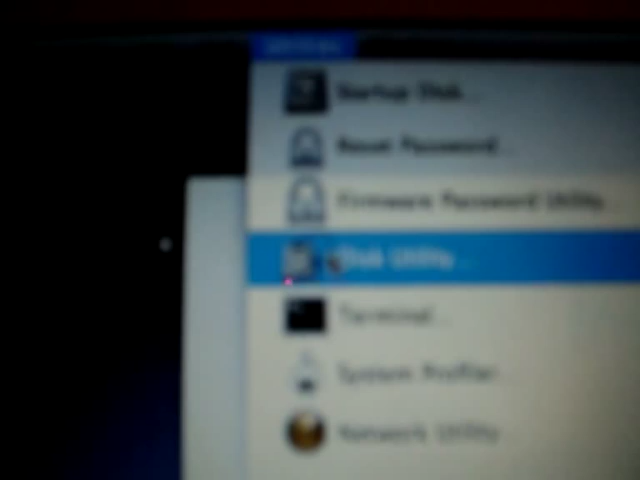 Startup Disk...
Reset Password...
Firmware Password Utility...
Disk Utility...
Terminal...
System Profiler...
Network Utility...